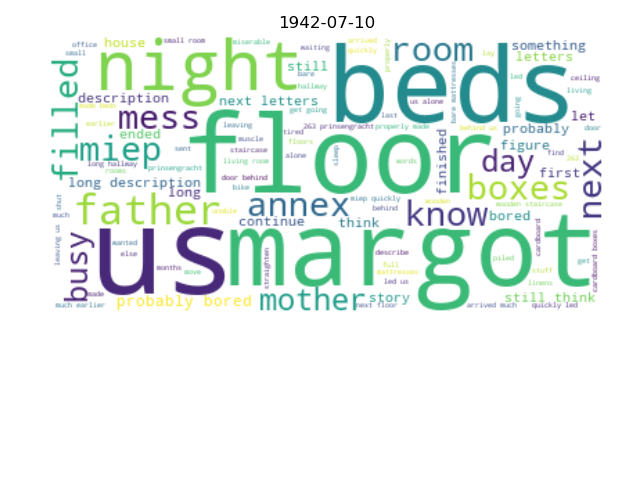 1942-07-10
office
house
small room
miserable
waiting
arrived
quickly
properly
room
something
small
night
still
beds
letters
lay
ceiling
filled
bare
hallway
bare mattresses
led
going
living
description
next letters
us alone
made beds
mess
get going
last
behind us
let
earlier
leaving
263 prinsengracht
properly made
probably
door
miep
ended
muscle
tired
floor
finished
figure
staircase
floors
sleep
words
day
first
find
263
next
long hallway
prinsengracht
living room
alone
rooms
door behind
long description
long
bike
boxes
shut
sent
annex
miep quickly
behind
know
wooden
wooden staircase
much
father
unable
continue
think
bored
busy
us
margot
leaving us
wanted
else
straighten
describe
cardboard
cardboard boxes
months
move
full
mattresses
piled
get
stuff
made
led us
linens
much earlier
probably bored
mother
story
next floor
arrived much
still think
quickly led